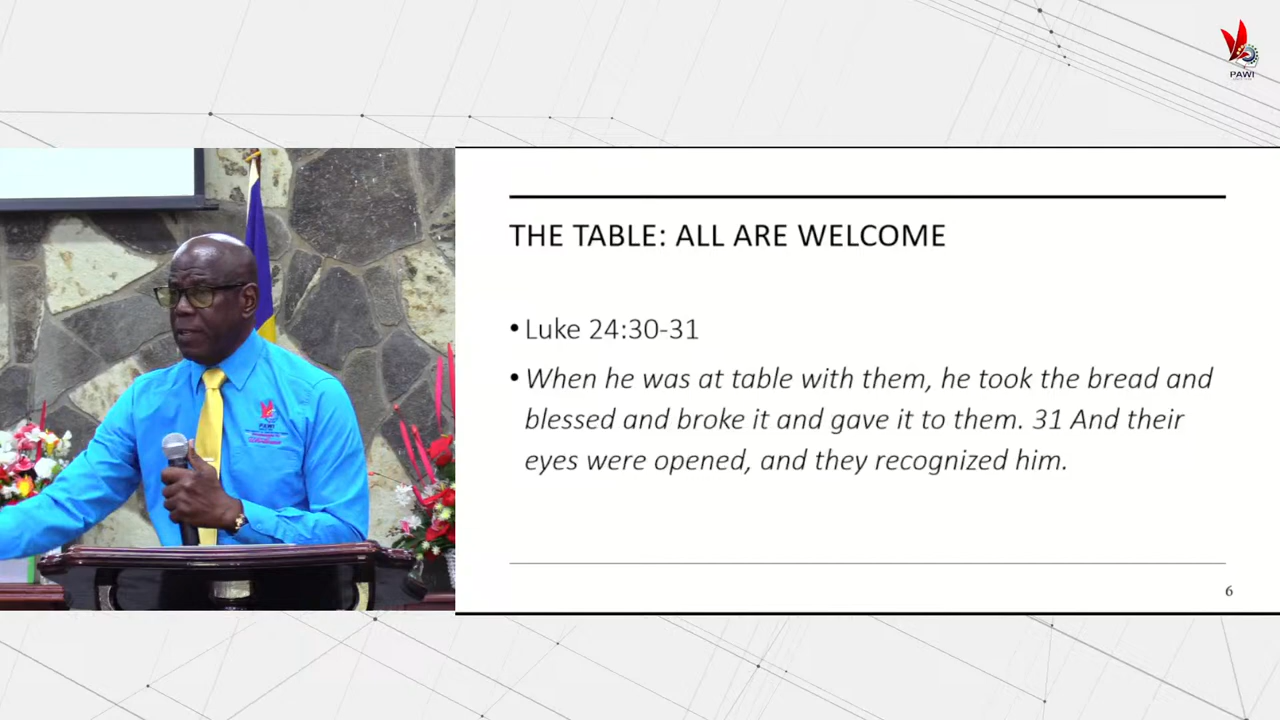 PAWI
THE TABLE: ALL ARE WELCOME
• Luke 24:30-31
• When he was at table with them, he took the bread and
blessed and broke it and gave it to them. 31 And their
eyes were opened, and they recognized him.
6
PAWI